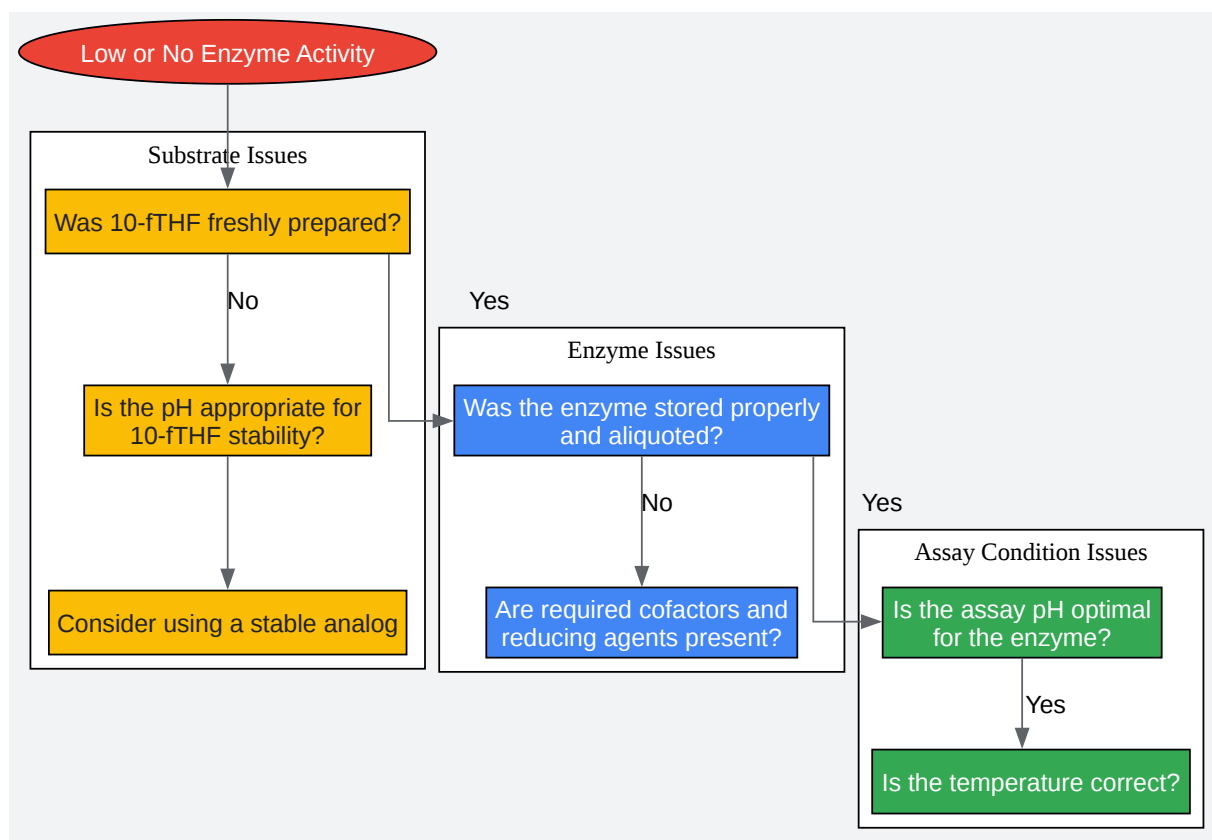 Low or No Enzyme Activity
Substrate Issues
Was 10-fTHF freshly prepared?
No
Yes
Enzyme Issues
Is the pH appropriate for
10-fTHF stability?
Was the enzyme stored properly
and aliquoted?
No
Yes
Assay Condition Issues
Consider using a stable analog
Are required cofactors and
reducing agents present?
Is the assay pH optimal
for the enzyme?
Yes
Is the temperature correct?